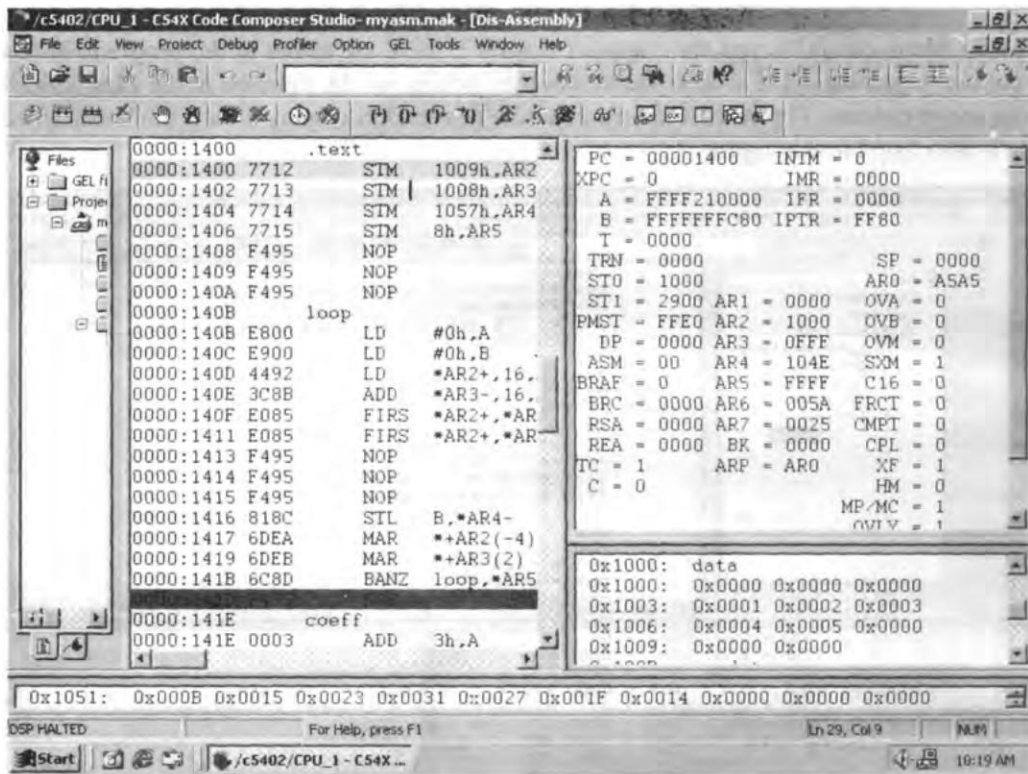 /c5402/CPU_1 - C54X Code Composer Studio- myasm.mak - [Dis-Assembly]
File Edit View Project Debug Profiler Option GEL Tools Window Help
Files
GEL fi
Projec
m
0000:1400 .text
0000:1400 7712 STM 1009h,AR2
0000:1402 7713 STM 1008h,AR3
0000:1404 7714 STM 1057h,AR4
0000:1406 7715 STM 8h,AR5
0000:1408 F495 NOP
0000:1409 F495 NOP
0000:140A F495 NOP
0000:140B loop
0000:140B E800 LD #0h,A
0000:140C E900 LD #0h,B
0000:140D 4492 LD *AR2+,16,
0000:140E 3C8B ADD *AR3-,16,
0000:140F E085 FIRS *AR2+,*AR
0000:1411 E085 FIRS *AR2+,*AR
0000:1413 F495 NOP
0000:1414 F495 NOP
0000:1415 F495 NOP
0000:1416 818C STL B,*AR4-
0000:1417 6DEA MAR *+AR2(-4)
0000:1419 6DEB MAR *+AR3(2)
0000:141B 6C8D BANZ loop,*AR5
0000:141E coeff
0000:141E 0003 ADD 3h,A
PC = 00001400 INTM = 0
XPC = 0 IMR = 0000
A = FFFF210000 IFR = 0000
B = FFFFFFFC80 IPTR = FF80
T = 0000
TRN = 0000 SP = 0000
ST0 = 1000 AR0 = A5A5
ST1 = 2900 AR1 = 0000 OVA = 0
PMST = FFE0 AR2 = 1000 OVB = 0
DP = 0000 AR3 = 0FFF OVM = 0
ASM = 00 AR4 = 104E SXM = 1
BRAF = 0 AR5 = FFFF C16 = 0
BRC = 0000 AR6 = 005A FRCT = 0
RSA = 0000 AR7 = 0025 CMPT = 0
REA = 0000 BK = 0000 CPL = 0
TC = 1 ARP = AR0 XF = 1
C = 0 HM = 0
MP/MC = 1
OVLY = 1
0x1000: data
0x1000: 0x0000 0x0000 0x0000
0x1003: 0x0001 0x0002 0x0003
0x1006: 0x0004 0x0005 0x0000
0x1009: 0x0000 0x0000
0x1051: 0x000B 0x0015 0x0023 0x0031 0x0027 0x001F 0x0014 0x0000 0x0000 0x0000
DSP HALTED For Help, press F1 Ln 29, Col 9 NUM
Start /c5402/CPU_1 - C54X ... 10:19 AM